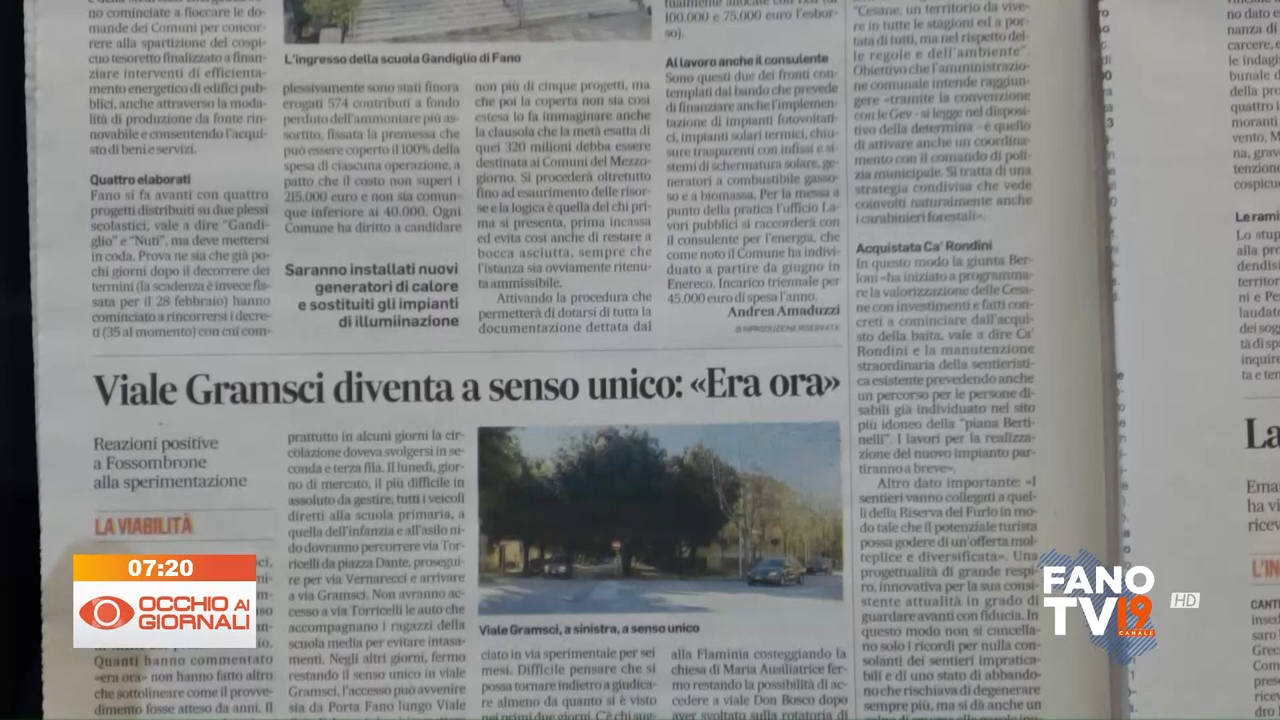 no cominciate a fioccare le do-
mande dei Comuni per concor-
rere alla spartizione del cospi-
cuo tesoretto finalizzato a finan-
ziare interventi di efficienta-
mento energetico di edifici pub-
blici, anche attraverso la moda-
lità di produzione da fonte rin-
novabile e consentendo l'acqui-
sto di beni e servizi.
Quattro elaborati
Fano si fa avanti con quattro
progetti distribuiti su due plessi
scolastici, vale a dire "Gandi-
glio" e "Nuti", ma deve mettersi
in coda. Prova ne sia che già po-
chi giorni dopo il decorrere dei
termini (la scadenza è invece fis-
sata per il 28 febbraio) hanno
cominciato a rincorrersi i decre-
ti (35 al momento) con cui com-
L'ingresso della scuola Gandiglio di Fano
plessivamente sono stati finora
erogati 574 contributi a fondo
perduto dell'ammontare più as-
sortito, fissata la premessa che
può essere coperto il 100% della
spesa di ciascuna operazione, a
patto che il costo non superi i
215.000 euro e non sia comun-
que inferiore ai 40.000. Ogni
Comune ha diritto a candidare
Saranno installati nuovi
generatori di calore
e sostituiti gli impianti
di illumiinazione
non più di cinque progetti, ma
che poi la coperta non sia così
estesa lo fa immaginare anche
la clausola che la metà esatta di
quei 320 milioni debba essere
destinata ai Comuni del Mezzo-
giorno. Si procederà oltretutto
fino ad esaurimento delle risor-
se e la logica è quella del chi pri-
ma si presenta, prima incassa
ed evita così anche di restare a
bocca asciutta, sempre che
l'istanza sia ovviamente ritenu-
ta ammissibile.
Attivando la procedura che
permetterà di dotarsi di tutta la
documentazione dettata dal
100.000 e 75.000 euro l'esbor-
so).
Al lavoro anche il consulente
Sono questi due dei fronti con-
templati dal bando che prevede
di finanziare anche l'implemen-
tazione di impianti fotovoltati-
ci, impianti solari termici, chiu-
sure trasparenti con infissi e si-
stemi di schermatura solare, ge-
neratori a combustibile gasso-
so e a biomassa. Per la messa a
punto della pratica l'ufficio La-
vori pubblici si raccorderà con
il consulente per l'energia, che
come noto il Comune ha indivi-
duato a partire da giugno in
Enereco. Incarico triennale per
45.000 euro di spesa l'anno.
Andrea Amaduzzi
© RIPRODUZIONE RISERVATA
"Cesane, un territorio da vive-
re in tutte le stagioni ed a por-
tata di tutti, ma nel rispetto del-
le regole e dell'ambiente".
Obiettivo che l'amministrazio-
ne comunale intende raggiun-
gere «tramite la convenzione
con le Gev - si legge nel disposi-
tivo della determina - è quello
di attivare anche un coordina-
mento con il comando di poli-
zia municipale. Si tratta di una
strategia condivisa che vede
coinvolti naturalmente anche
i carabinieri forestali».
Acquistata Ca' Rondini
In questo modo la giunta Ber-
loni «ha iniziato a programma-
re la valorizzazione delle Cesa-
ne con investimenti e fatti con-
creti a cominciare dall'acqui-
sto della baita, vale a dire Ca'
Rondini e la manutenzione
straordinaria della sentieristi-
ca esistente prevedendo anche
un percorso per le persone di-
sabili già individuato nel sito
più idoneo della "piana Berti-
nelli". I lavori per la realizza-
zione del nuovo impianto par-
tiranno a breve».
Altro dato importante: «I
sentieri vanno collegati a quel-
li della Riserva del Furlo in mo-
do tale che il potenziale turista
possa godere di un'offerta mol-
teplice e diversificata». Una
progettualità di grande respi-
ro, innovativa per la sua consi-
stente attualità in grado di
guardare avanti con fiducia. In
questo modo non si cancella-
no solo i ricordi per nulla con-
solanti dei sentieri impratica-
bili e di uno stato di abbando-
no che rischiava di degenerare
sempre più, ma si dà anche un
Viale Gramsci diventa a senso unico: «Era ora»
Reazioni positive
a Fossombrone
alla sperimentazione
LA VIABILITÀ
Quanti hanno commentato
«era ora» non hanno fatto altro
che sottolineare come il provve-
dimento fosse atteso da anni. Il
prattutto in alcuni giorni la cir-
colazione doveva svolgersi in se-
conda e terza fila. Il lunedì, gior-
no di mercato, il più difficile in
assoluto da gestire, tutti i veicoli
diretti alla scuola primaria, a
quella dell'infanzia e all'asilo ni-
do dovranno percorrere via Tor-
ricelli da piazza Dante, prosegui-
re per via Vernarecci e arrivare
a via Gramsci. Non avranno ac-
cesso a via Torricelli le auto che
accompagnano i ragazzi della
scuola media per evitare intasa-
menti. Negli altri giorni, fermo
restando il senso unico in viale
Gramsci, l'accesso può avvenire
sia da Porta Fano lungo Viale
Viale Gramsci, a sinistra, a senso unico
ciato in via sperimentale per sei
mesi. Difficile pensare che si
possa tornare indietro a giudica-
re almeno da quanto si è visto
nei primi due giorni. C'è chi sug-
alla Flaminia costeggiando la
chiesa di Maria Ausiliatrice fer-
mo restando la possibilità di ac-
cedere a viale Don Bosco dopo
aver svoltato sulla rotatoria di
07:20
OCCHIO AI
GIORNALI
FANO
TV19
CANALE
HD